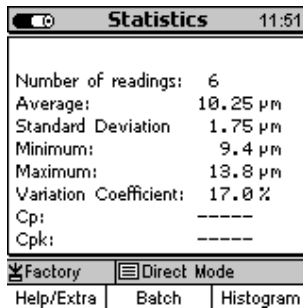 Statistics 11:51
Number of readings: 6
Average: 10.25 µm
Standard Deviation 1.75 µm
Minimum: 9.4 µm
Maximum: 13.8 µm
Variation Coefficient: 17.0 %
Cp: -----
Cpk: -----
Factory Direct Mode
Help/Extra Batch Histogram